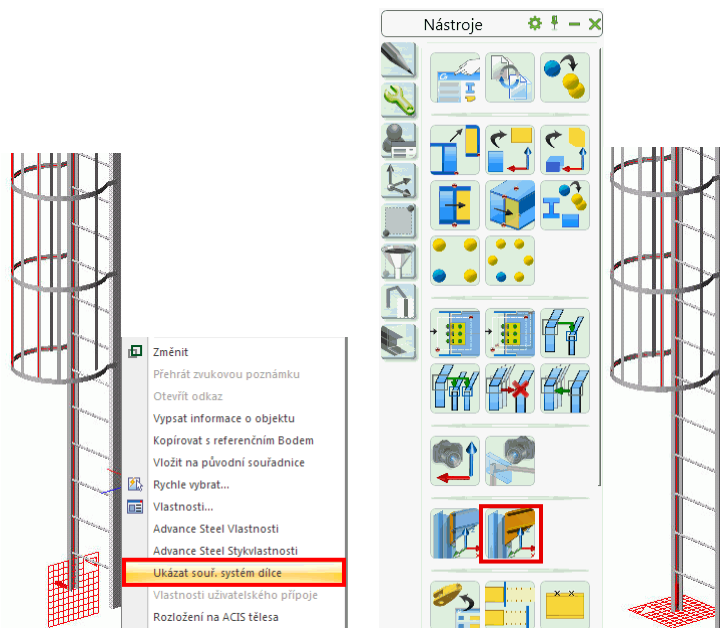 Nástroje
Změnit
Přehrát zvukovou poznámku
Otevřít odkaz
Vypsat informace o objektu
Kopírovat s referenčním Bodem
Vložit na původní souřadnice
Rychle vybrat...
Vlastnosti...
Advance Steel Vlastnosti
Advance Steel Stykvlastnosti
Ukázat souř. systém dílce
Vlastnosti uživatelského přípoje
Rozložení na ACIS tělesa